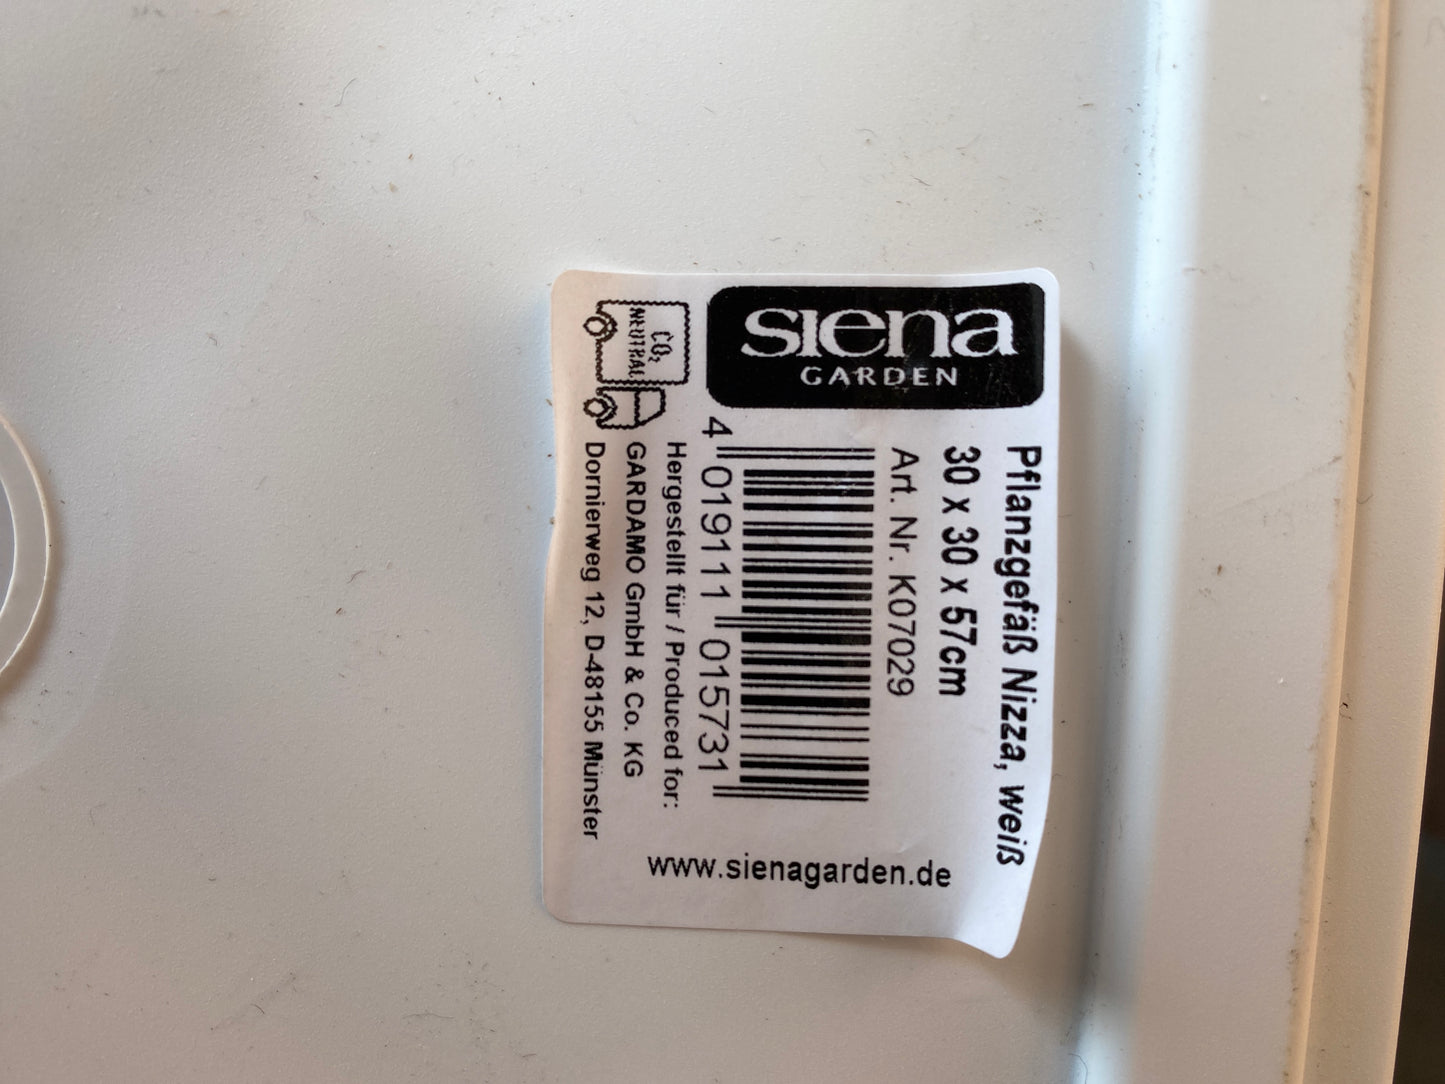 siena
GARDEN
Pflanzgefäß Nizza, weiß
30 x 30 x 57cm
Art. Nr. K07029
4 019111 015731
Hergestellt für / Produced for:
GARDAMO GmbH & Co. KG
Dornierweg 12, D-48155 Münster
CO₂
NEUTRAL
www.sienagarden.de